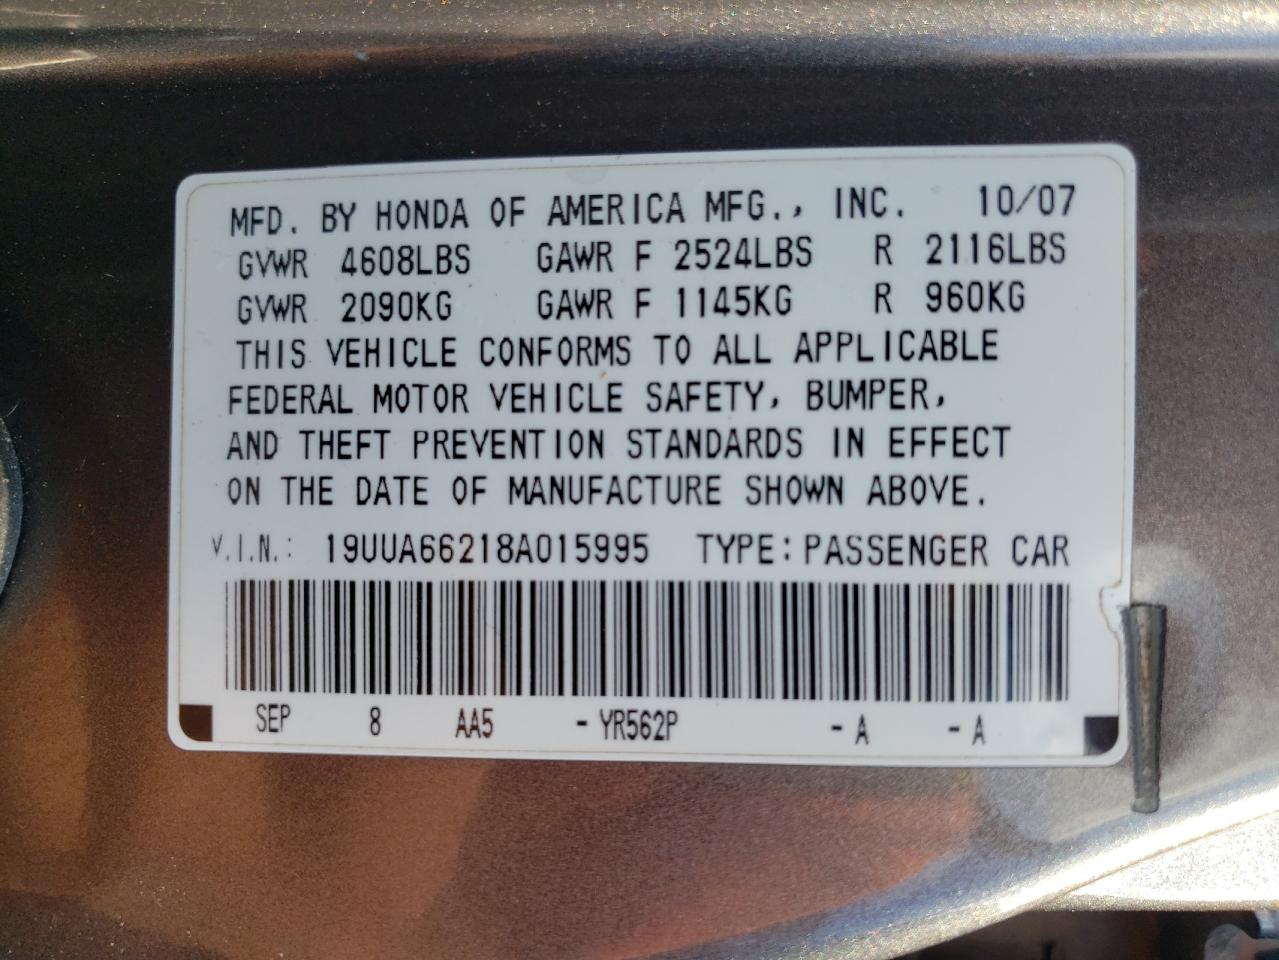 MFD. BY HONDA OF AMERICA MFG., INC. 10/07
GVWR 4608LBS GAWR F 2524LBS R 2116LBS
GVWR 2090KG GAWR F 1145KG R 960KG
THIS VEHICLE CONFORMS TO ALL APPLICABLE
FEDERAL MOTOR VEHICLE SAFETY, BUMPER,
AND THEFT PREVENTION STANDARDS IN EFFECT
ON THE DATE OF MANUFACTURE SHOWN ABOVE.
V.I.N.: 19UUA66218A015995 TYPE: PASSENGER CAR
SEP 8 AA5 - YR562P - A - A